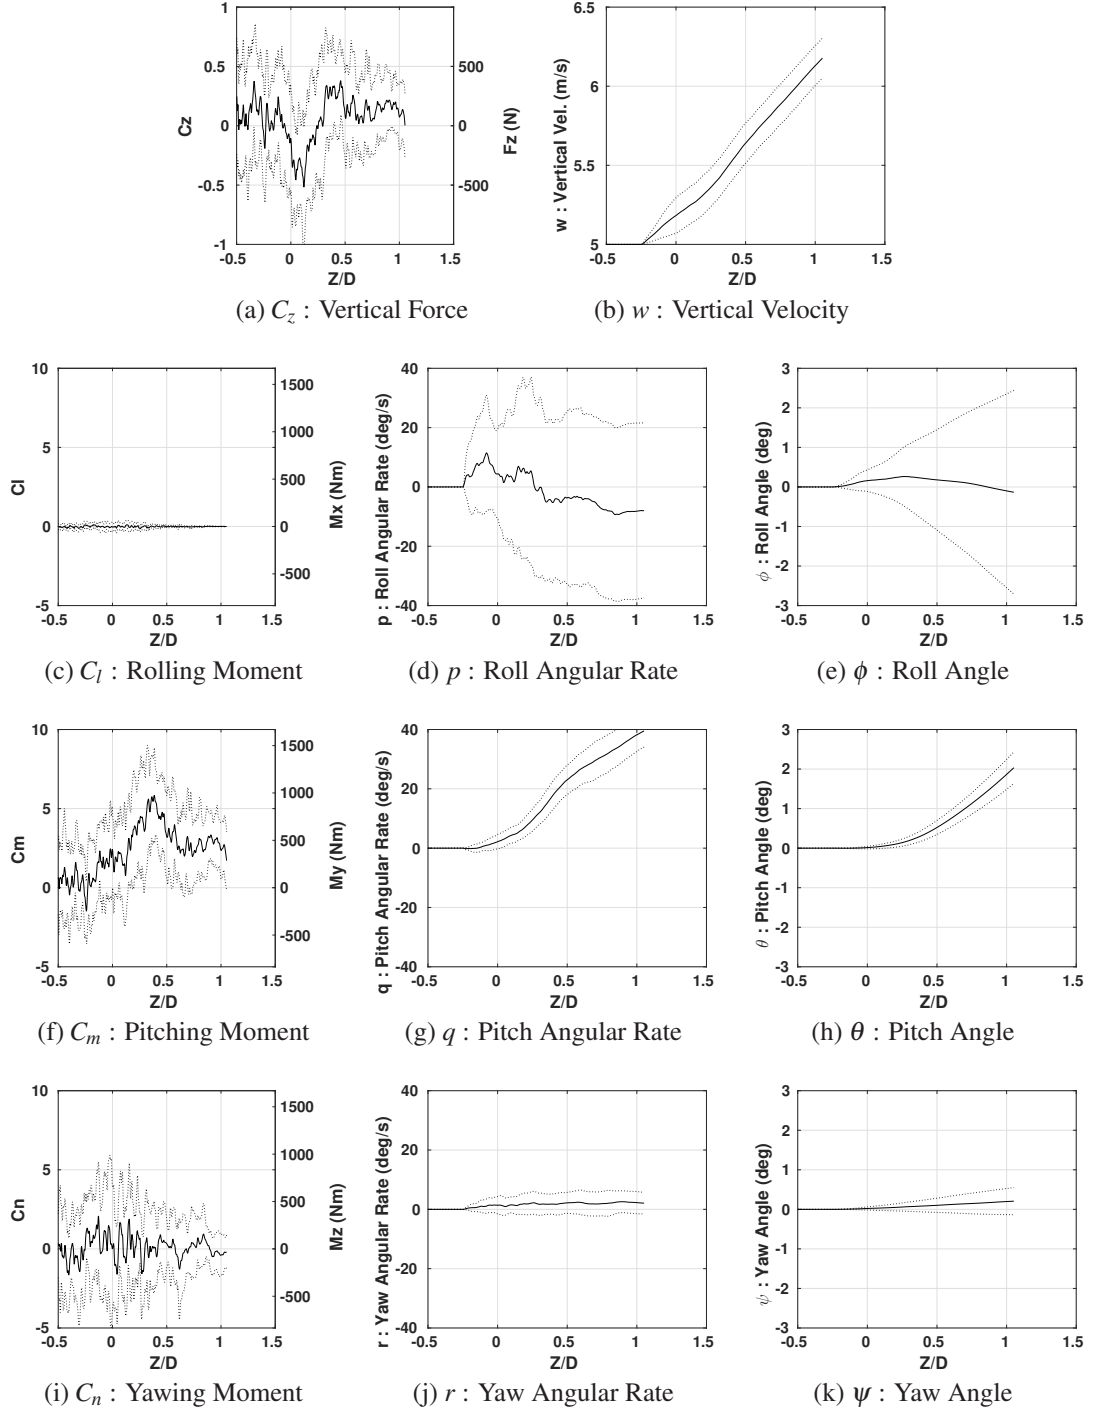 1
0.5
0
-0.5
-1
Cz
500
0
-500
Fz (N)
-0.5 0 0.5 1 1.5
Z/D
(a) C_z : Vertical Force
6.5
6
5.5
5
w : Vertical Vel. (m/s)
-0.5 0 0.5 1 1.5
Z/D
(b) w : Vertical Velocity
10
5
0
-5
Cl
1500
1000
500
0
-500
Mx (Nm)
-0.5 0 0.5 1 1.5
Z/D
(c) C_l : Rolling Moment
40
20
0
-20
-40
p : Roll Angular Rate (deg/s)
-0.5 0 0.5 1 1.5
Z/D
(d) p : Roll Angular Rate
3
2
1
0
-1
-2
-3
ϕ : Roll Angle (deg)
-0.5 0 0.5 1 1.5
Z/D
(e) ϕ : Roll Angle
10
5
0
-5
Cm
1500
1000
500
0
-500
My (Nm)
-0.5 0 0.5 1 1.5
Z/D
(f) C_m : Pitching Moment
40
20
0
-20
-40
q : Pitch Angular Rate (deg/s)
-0.5 0 0.5 1 1.5
Z/D
(g) q : Pitch Angular Rate
3
2
1
0
-1
-2
-3
θ : Pitch Angle (deg)
-0.5 0 0.5 1 1.5
Z/D
(h) θ : Pitch Angle
10
5
0
-5
Cn
1500
1000
500
0
-500
Mz (Nm)
-0.5 0 0.5 1 1.5
Z/D
(i) C_n : Yawing Moment
40
20
0
-20
-40
r : Yaw Angular Rate (deg/s)
-0.5 0 0.5 1 1.5
Z/D
(j) r : Yaw Angular Rate
3
2
1
0
-1
-2
-3
ψ : Yaw Angle (deg)
-0.5 0 0.5 1 1.5
Z/D
(k) ψ : Yaw Angle